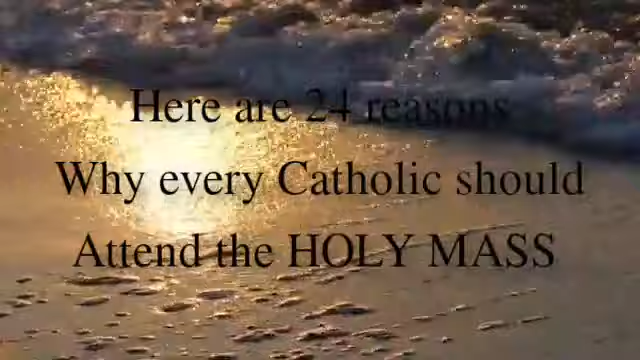 Here are 24 reasons
Why every Catholic should
Attend the HOLY MASS